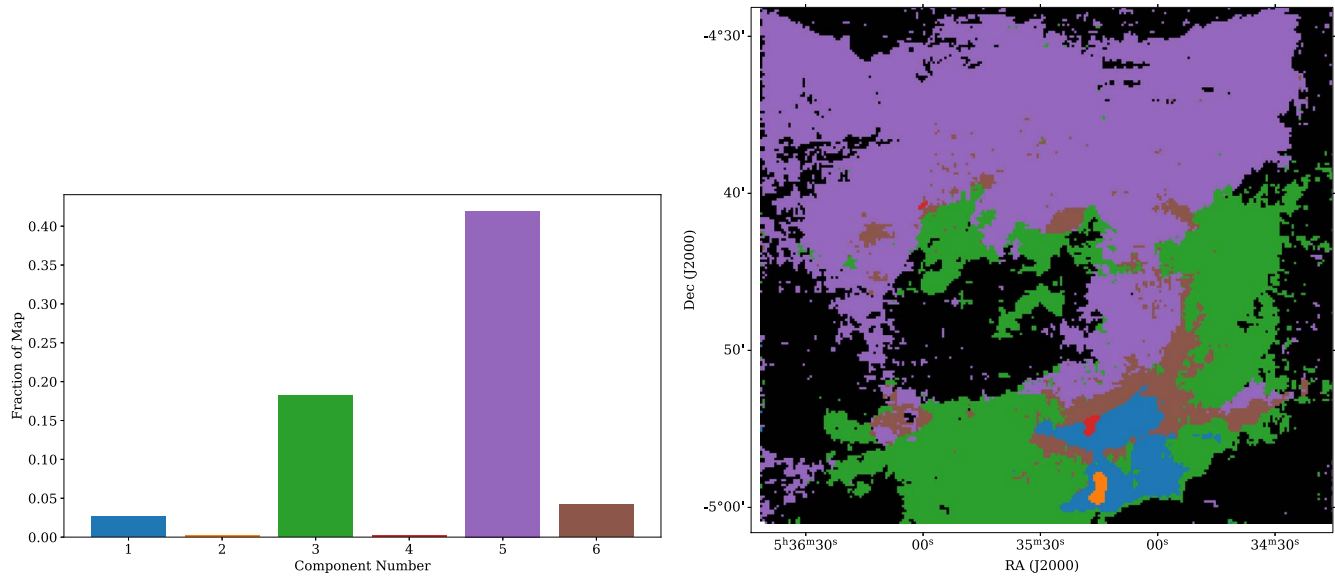 0.40
0.35
0.30
0.25
0.20
0.15
0.10
0.05
0.00
Fraction of Map
1 2 3 4 5 6
Component Number
-4°30'
40'
50'
-5°00'
Dec (J2000)
5ʰ36ᵐ30ˢ 00ˢ 35ᵐ30ˢ 00ˢ 34ᵐ30ˢ
RA (J2000)